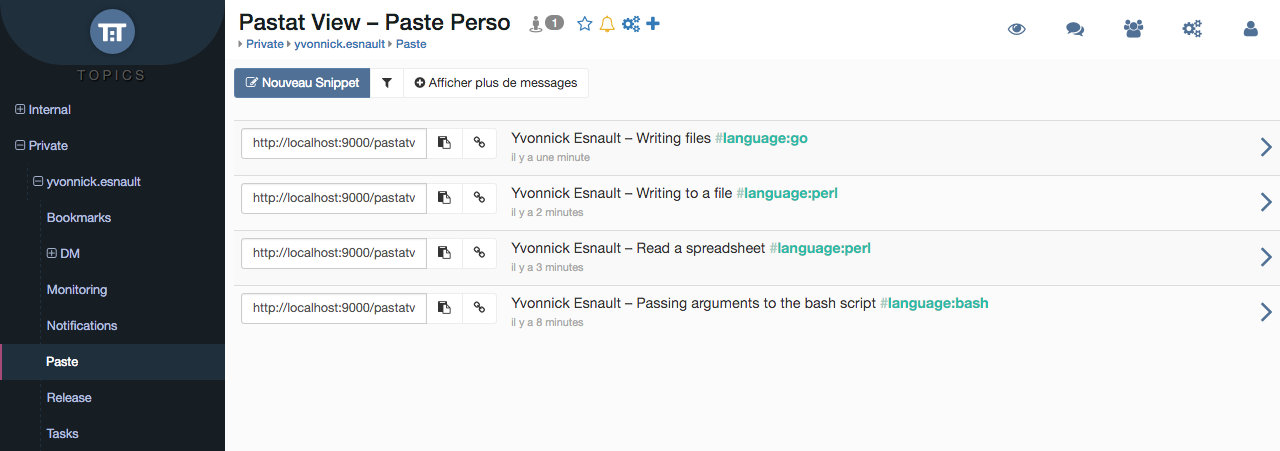 TOPICS
Internal
Private
yvonnick.esnault
Bookmarks
DM
Monitoring
Notifications
Paste
Release
Tasks
Pastat View – Paste Perso 1
Private yvonnick.esnault Paste
Nouveau Snippet Afficher plus de messages
http://localhost:9000/pastatv Yvonnick Esnault – Writing files #language:go
il y a une minute
http://localhost:9000/pastatv Yvonnick Esnault – Writing to a file #language:perl
il y a 2 minutes
http://localhost:9000/pastatv Yvonnick Esnault – Read a spreadsheet #language:perl
il y a 3 minutes
http://localhost:9000/pastatv Yvonnick Esnault – Passing arguments to the bash script #language:bash
il y a 8 minutes